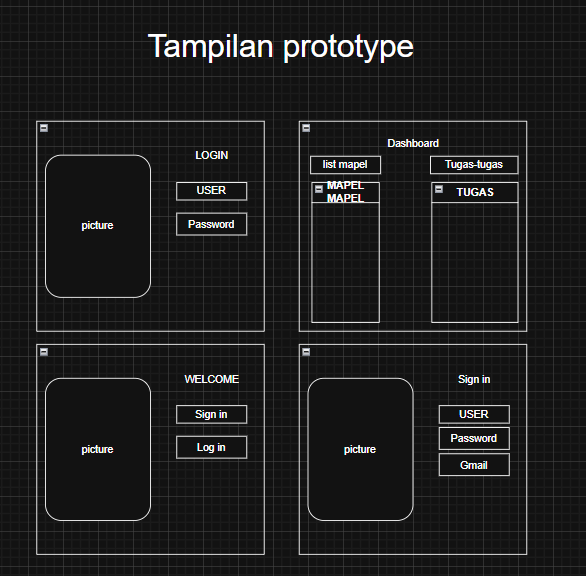 Tampilan prototype
LOGIN
picture
USER
Password
Dashboard
list mapel
Tugas-tugas
MAPEL
MAPEL
TUGAS
WELCOME
picture
Sign in
Log in
Sign in
picture
USER
Password
Gmail